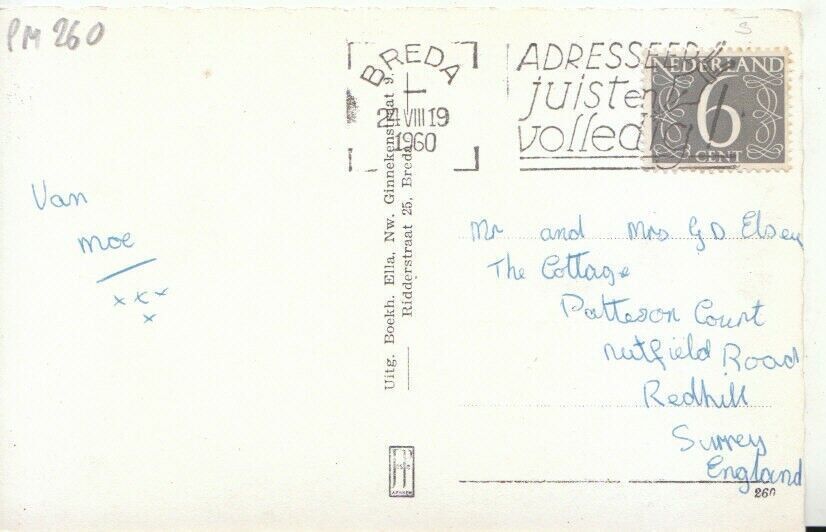 PM 260
5
BREDA
24 VIII 19
1960
ADRESSEER
juist en
volledig
NEDERLAND
6
CENT
Van
moe
x x x
x
Uitg. Boekh. Ella, Nw. Ginnekenstraat 9.
Ridderstraat 25, Breda
Mr and Mrs G D Elsey
The Cottage
Patteson Court
Nutfield Road
Redhill
Surrey
England
260